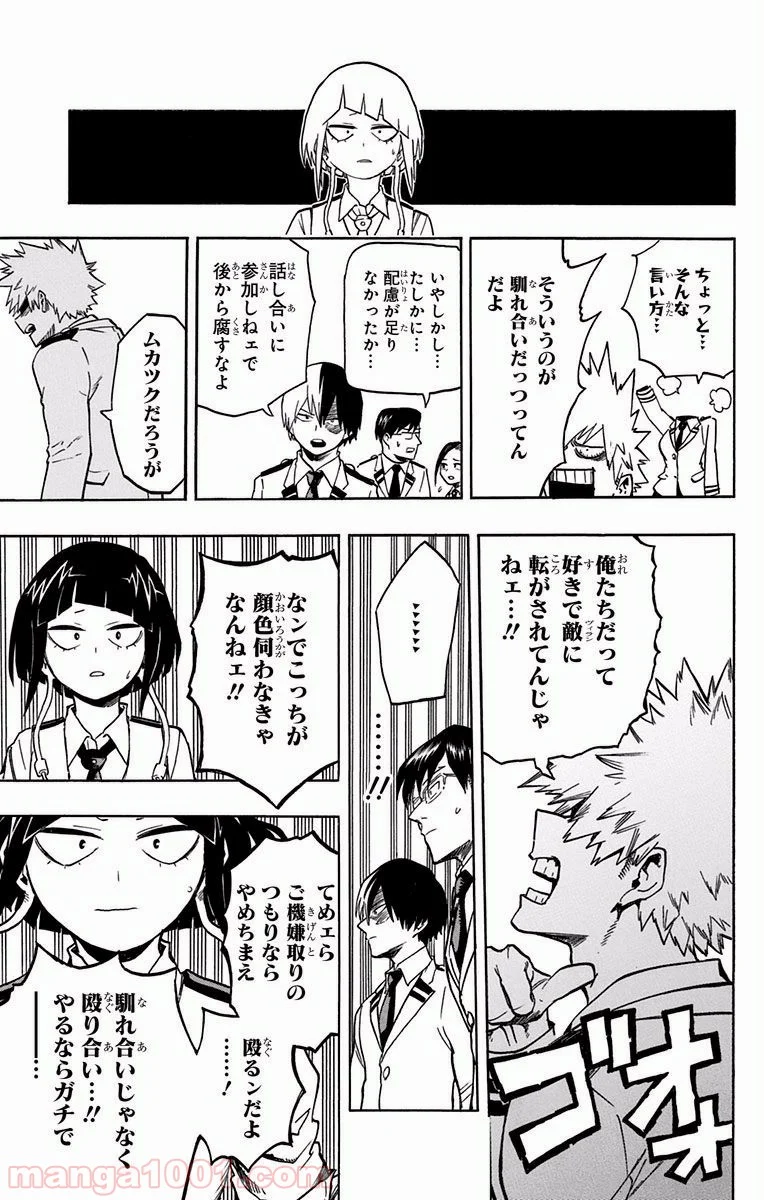 ちょっと…
そんな
言い方…
そういうのが
馴れ合いだっつってん
だよ
いやしかし…
たしかに…
配慮が足り
なかったか…
話し合いに
参加しねェで
後から腐すなよ
ムカツクだろうが
俺たちだって
好きで敵に
転がされてんじゃ
ねェ…!!
ゴオォ
……
……!!
なンでこっちが
顔色伺わなきゃ
なんねェ!!
てめェら
ご機嫌取りの
つもりなら
やめちまえ
殴るンだよ
……!
馴れ合いじゃなく
殴り合い…!!
やるならガチで
――……
manga1001.com